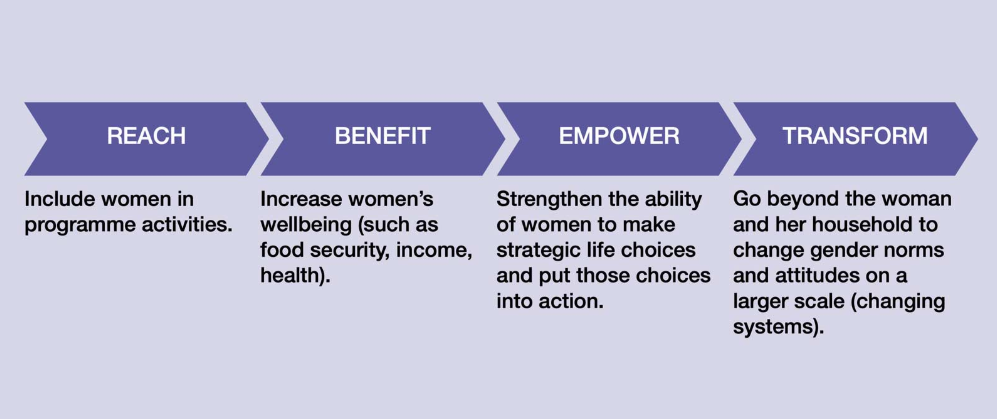 REACH
Include women in
programme activities.
BENEFIT
Increase women’s
wellbeing (such as
food security, income,
health).
EMPOWER
Strengthen the ability
of women to make
strategic life choices
and put those choices
into action.
TRANSFORM
Go beyond the woman
and her household to
change gender norms
and attitudes on a
larger scale (changing
systems).